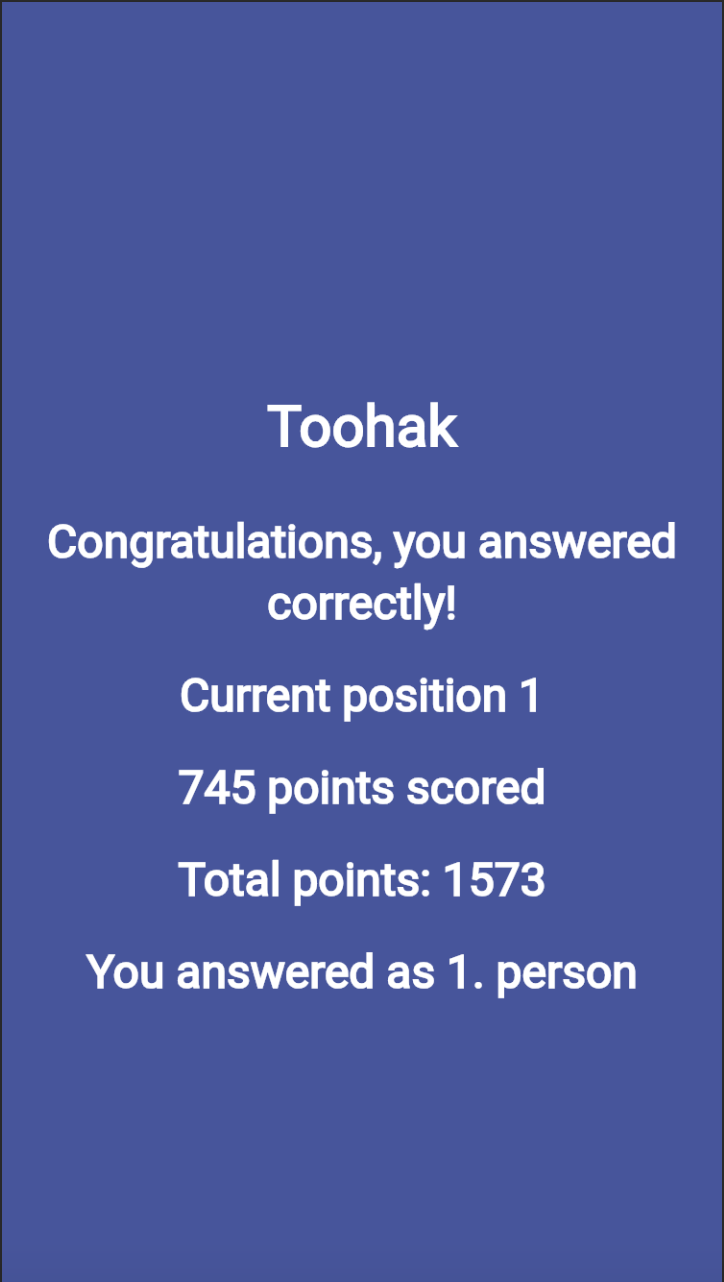 Toohak
Congratulations, you answered
correctly!
Current position 1
745 points scored
Total points: 1573
You answered as 1. person